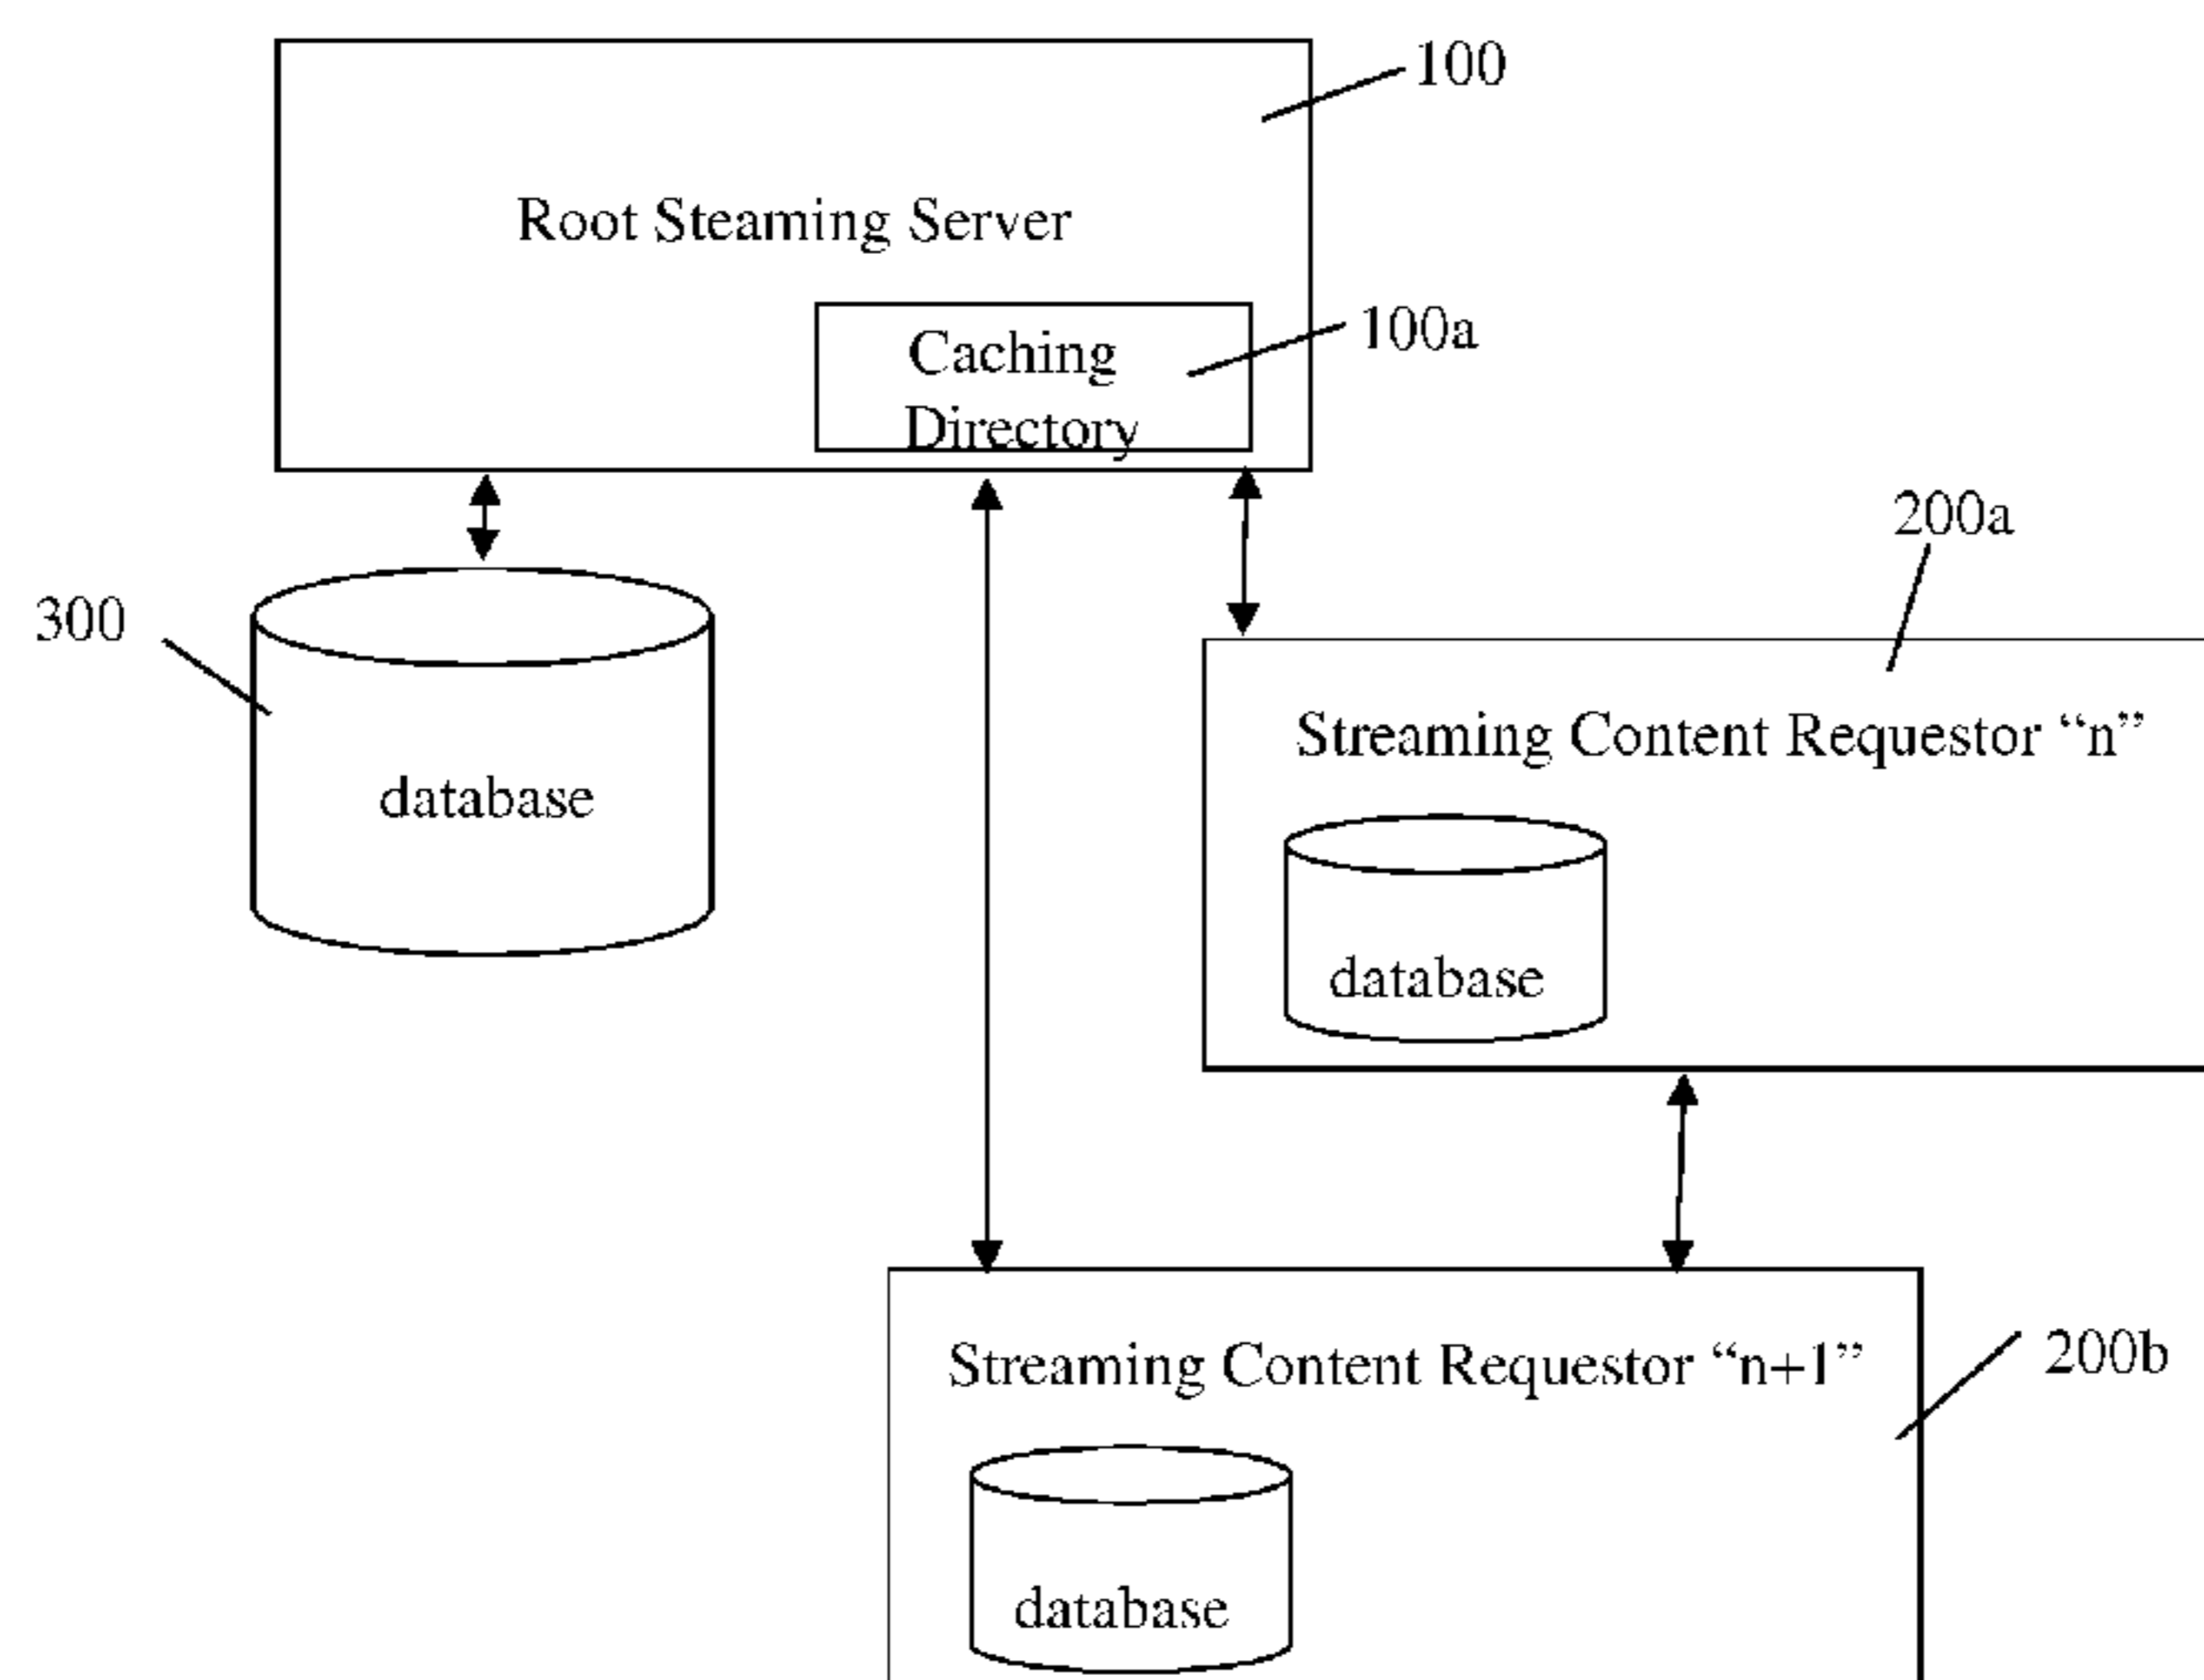 100
Root Steaming Server
100a
Caching
Directory
200a
300
Streaming Content Requestor “n”
database
database
200b
Streaming Content Requestor “n+1”
database